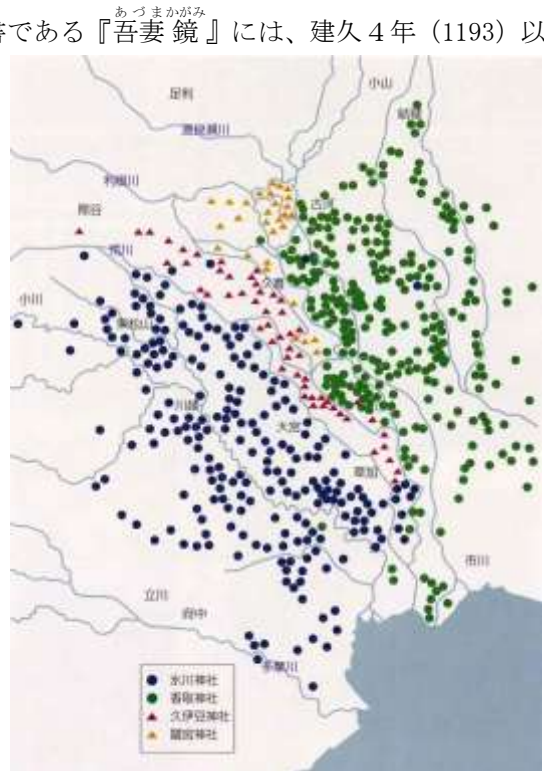 書である『吾妻鏡』には、建久４年（1193）以
あづまかがみ
小山
足利
結城
渡良瀬川
利根川
古河
熊谷
荒川
久喜
小川
東松山
川越
大宮
草加
市川
立川
府中
多摩川
氷川神社
香取神社
久伊豆神社
鷲宮神社